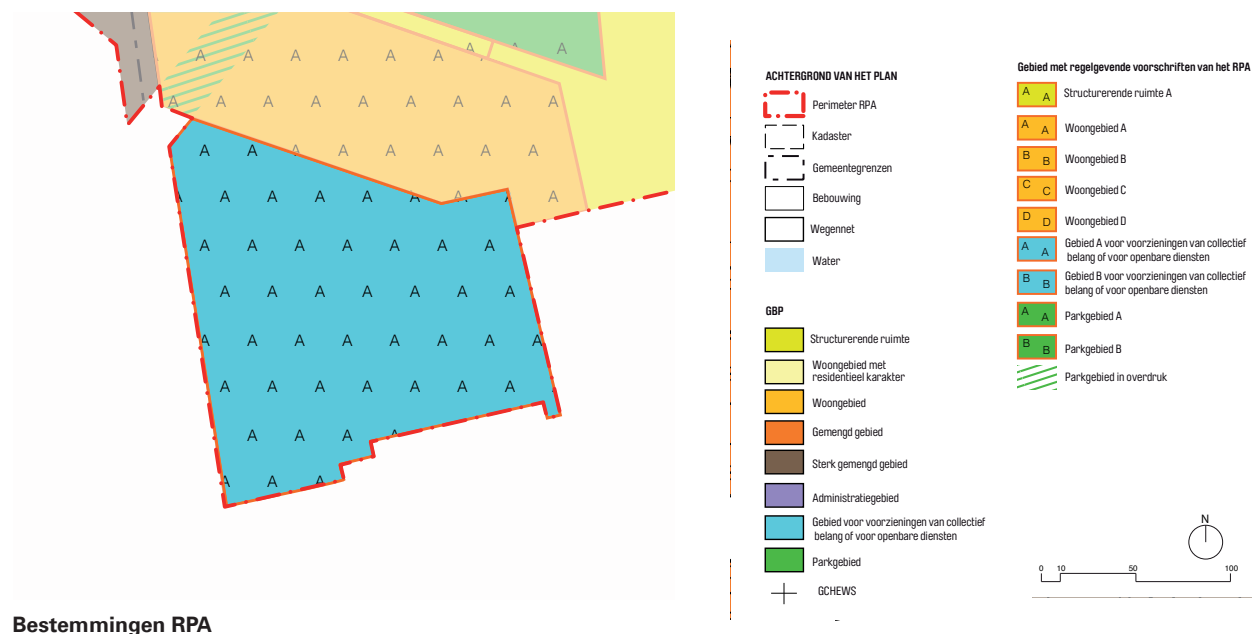 A A A A A A A A
A A A A A A A A A
A A A A A A A A
A A A A A A A A A
A A A A A A A
A A A A A A A
A A A A A A A A
A A A A A A A
A A A A
A A A
Bestemmingen RPA
ACHTERGROND VAN HET PLAN
Perimeter RPA
Kadaster
Gemeentegrenzen
Bebouwing
Wegennet
Water
GBP
Structurerende ruimte
Woongebied met
residentieel karakter
Woongebied
Gemengd gebied
Sterk gemengd gebied
Administratiegebied
Gebied voor voorzieningen van collectief
belang of voor openbare diensten
Parkgebied
GCHEWS
Gebied met regelgevende voorschriften van het RPA
A A Structurerende ruimte A
A A Woongebied A
B B Woongebied B
C C Woongebied C
D D Woongebied D
A A Gebied A voor voorzieningen van collectief
belang of voor openbare diensten
B B Gebied B voor voorzieningen van collectief
belang of voor openbare diensten
A A Parkgebied A
B B Parkgebied B
Parkgebied in overdruk
N
0 10 50 100